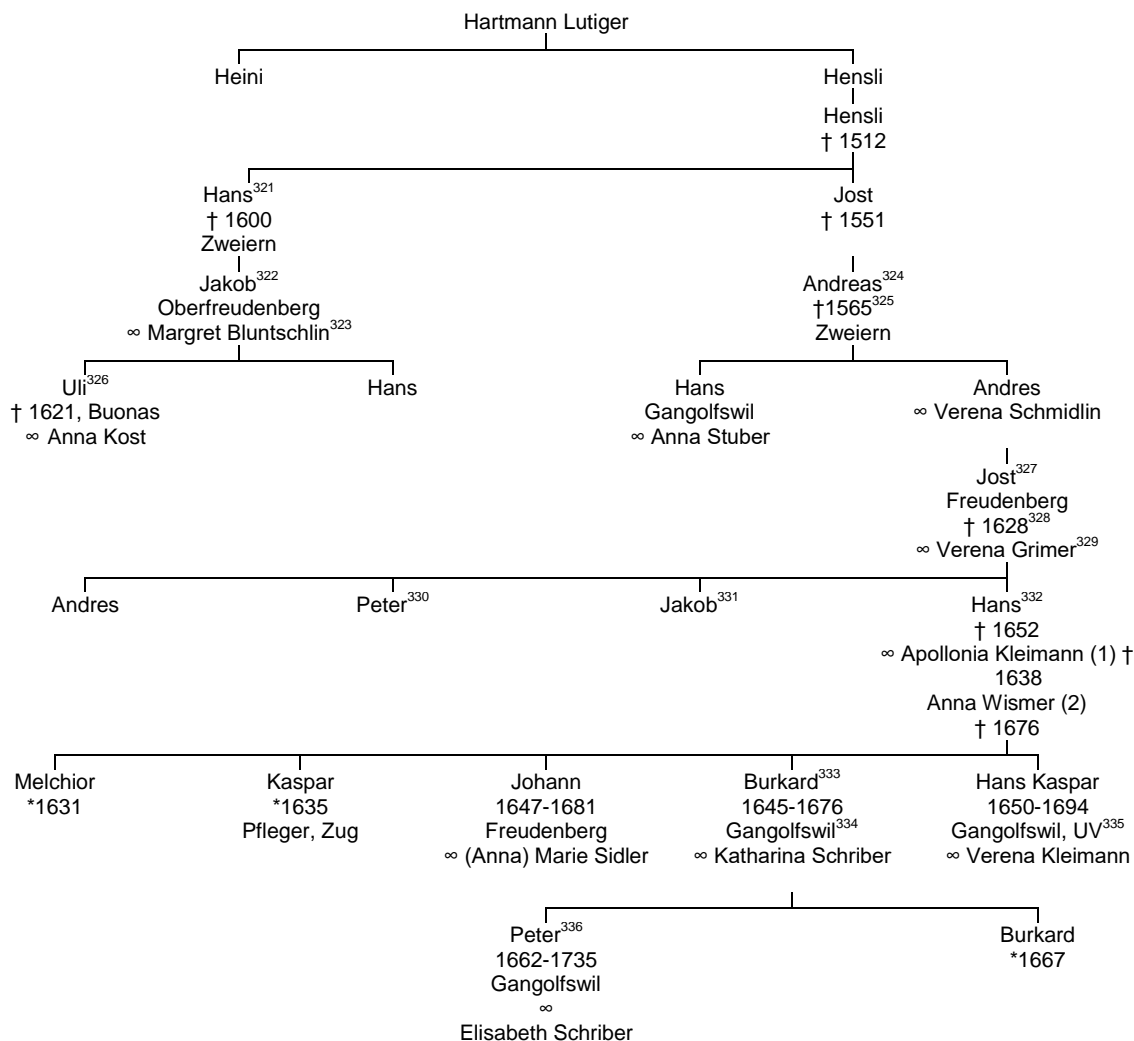 Hartmann Lutiger
Heini
Hensli
Hensli
† 1512
Hans321
† 1600
Zweiern
Jost
† 1551
Jakob322
Oberfreudenberg
∞ Margret Bluntschlin323
Andreas324
†1565325
Zweiern
Uli326
† 1621, Buonas
∞ Anna Kost
Hans
Hans
Gangolfswil
∞ Anna Stuber
Andres
∞ Verena Schmidlin
Jost327
Freudenberg
† 1628328
∞ Verena Grimer329
Andres
Peter330
Jakob331
Hans332
† 1652
∞ Apollonia Kleimann (1) †
1638
Anna Wismer (2)
† 1676
Melchior
*1631
Kaspar
*1635
Pfleger, Zug
Johann
1647-1681
Freudenberg
∞ (Anna) Marie Sidler
Burkard333
1645-1676
Gangolfswil334
∞ Katharina Schriber
Hans Kaspar
1650-1694
Gangolfswil, UV335
∞ Verena Kleimann
Peter336
1662-1735
Gangolfswil
∞
Elisabeth Schriber
Burkard
*1667